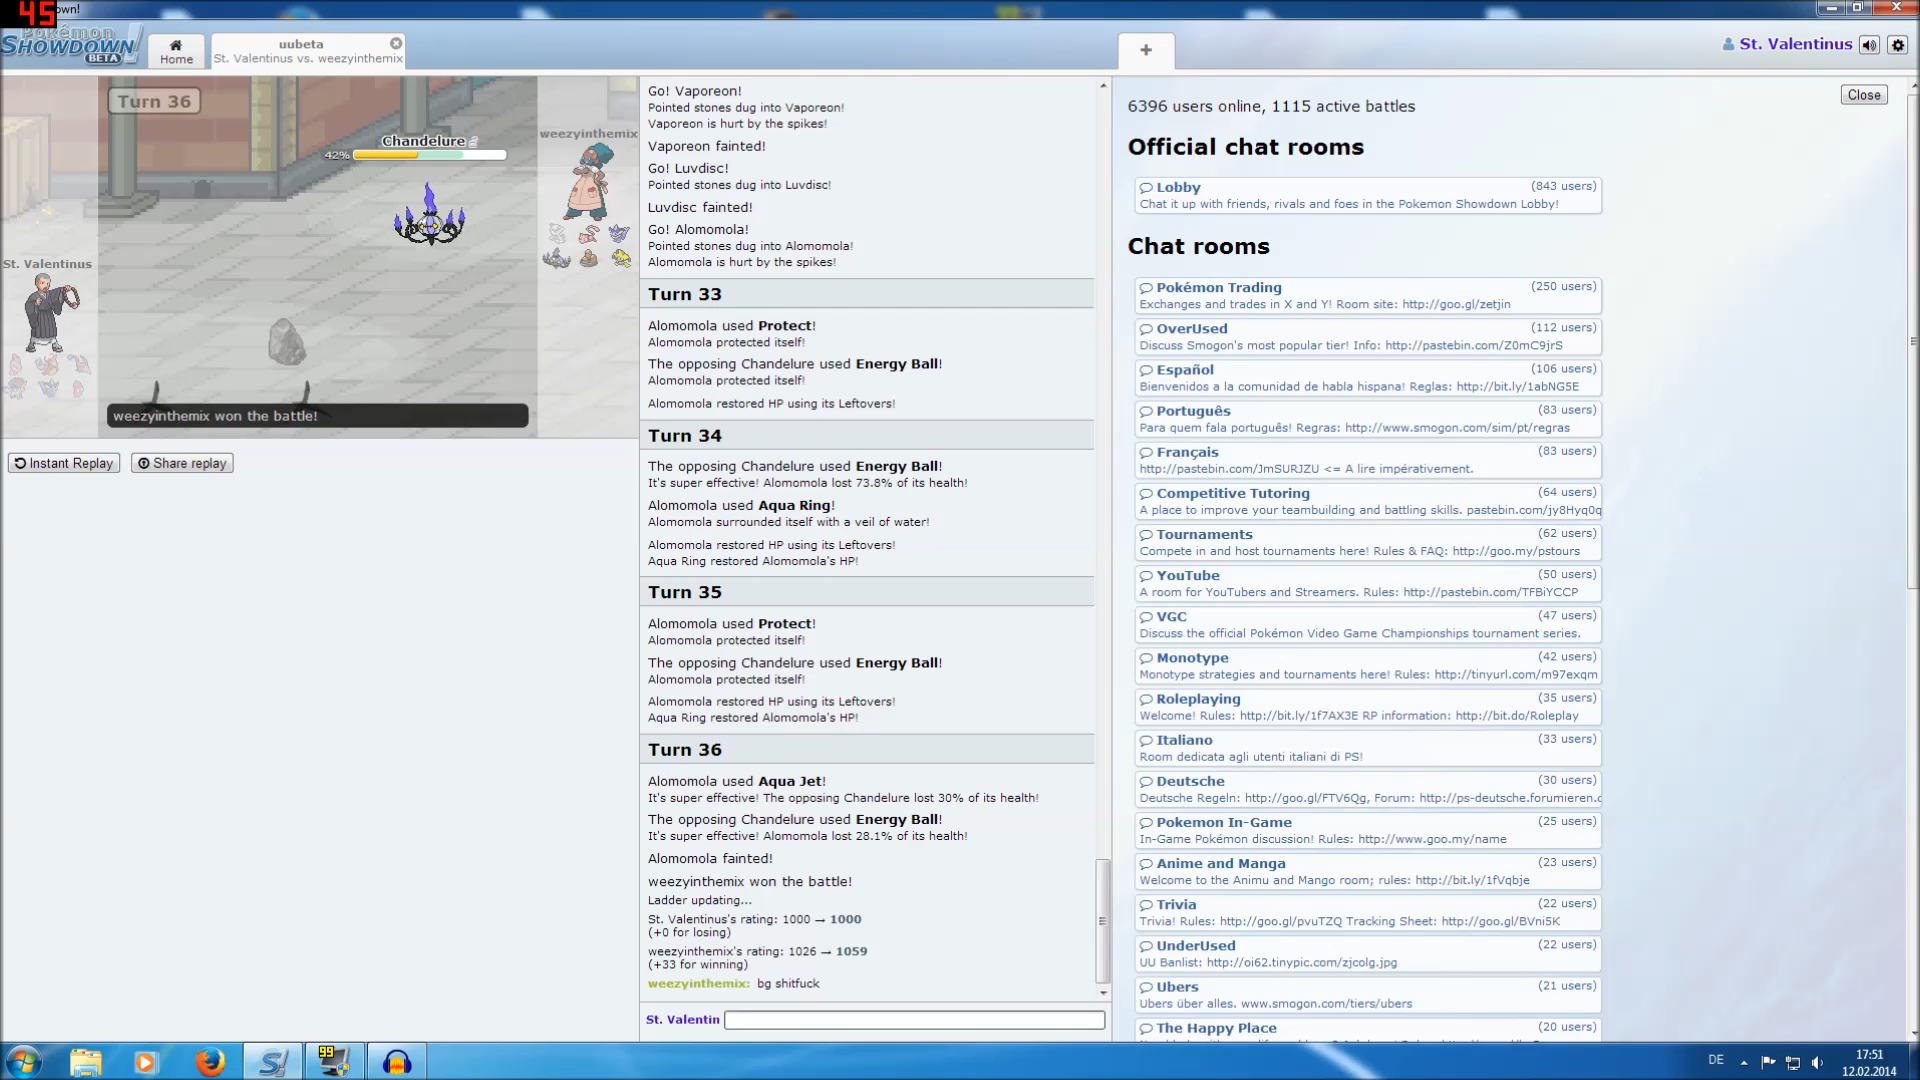 45
own!
Pokémon
SHOWDOWN!
BETA
Home
uubeta
St. Valentinus vs. weezyinthemix
+
St. Valentinus
Turn 36
Chandelure
42%
weezyinthemix
St. Valentinus
weezyinthemix won the battle!
Instant Replay
Share replay
Go! Vaporeon!
Pointed stones dug into Vaporeon!
Vaporeon is hurt by the spikes!
Vaporeon fainted!
Go! Luvdisc!
Pointed stones dug into Luvdisc!
Luvdisc fainted!
Go! Alomomola!
Pointed stones dug into Alomomola!
Alomomola is hurt by the spikes!
Turn 33
Alomomola used Protect!
Alomomola protected itself!
The opposing Chandelure used Energy Ball!
Alomomola protected itself!
Alomomola restored HP using its Leftovers!
Turn 34
The opposing Chandelure used Energy Ball!
It's super effective! Alomomola lost 73.8% of its health!
Alomomola used Aqua Ring!
Alomomola surrounded itself with a veil of water!
Alomomola restored HP using its Leftovers!
Aqua Ring restored Alomomola's HP!
Turn 35
Alomomola used Protect!
Alomomola protected itself!
The opposing Chandelure used Energy Ball!
Alomomola protected itself!
Alomomola restored HP using its Leftovers!
Aqua Ring restored Alomomola's HP!
Turn 36
Alomomola used Aqua Jet!
It's super effective! The opposing Chandelure lost 30% of its health!
The opposing Chandelure used Energy Ball!
It's super effective! Alomomola lost 28.1% of its health!
Alomomola fainted!
weezyinthemix won the battle!
Ladder updating...
St. Valentinus's rating: 1000 → 1000
(+0 for losing)
weezyinthemix's rating: 1026 → 1059
(+33 for winning)
weezyinthemix: bg shitfuck
St. Valentin
Close
6396 users online, 1115 active battles
Official chat rooms
Lobby (843 users)
Chat it up with friends, rivals and foes in the Pokemon Showdown Lobby!
Chat rooms
Pokémon Trading (250 users)
Exchanges and trades in X and Y! Room site: http://goo.gl/zetjin
OverUsed (112 users)
Discuss Smogon's most popular tier! Info: http://pastebin.com/Z0mC9jrS
Español (106 users)
Bienvenidos a la comunidad de habla hispana! Reglas: http://bit.ly/1abNG5E
Português (83 users)
Para quem fala português! Regras: http://www.smogon.com/sim/pt/regras
Français (83 users)
http://pastebin.com/JmSURJZU <= A lire impérativement.
Competitive Tutoring (64 users)
A place to improve your teambuilding and battling skills. pastebin.com/jy8Hyq0q
Tournaments (62 users)
Compete in and host tournaments here! Rules & FAQ: http://goo.my/pstours
YouTube (50 users)
A room for YouTubers and Streamers. Rules: http://pastebin.com/TFBiYCCP
VGC (47 users)
Discuss the official Pokémon Video Game Championships tournament series.
Monotype (42 users)
Monotype strategies and tournaments here! Rules: http://tinyurl.com/m97exqm
Roleplaying (35 users)
Welcome! Rules: http://bit.ly/1f7AX3E RP information: http://bit.do/Roleplay
Italiano (33 users)
Room dedicata agli utenti italiani di PS!
Deutsche (30 users)
Deutsche Regeln: http://goo.gl/FTV6Qg, Forum: http://ps-deutsche.forumieren.c
Pokemon In-Game (25 users)
In-Game Pokémon discussion! Rules: http://www.goo.my/name
Anime and Manga (23 users)
Welcome to the Animu and Mango room; rules: http://bit.ly/1fVqbje
Trivia (22 users)
Trivia! Rules: http://goo.gl/pvuTZQ Tracking Sheet: http://goo.gl/BVni5K
UnderUsed (22 users)
UU Banlist: http://oi62.tinypic.com/zjcolg.jpg
Ubers (21 users)
Ubers über alles. www.smogon.com/tiers/ubers
The Happy Place (20 users)
99
DE
17:51
12.02.2014